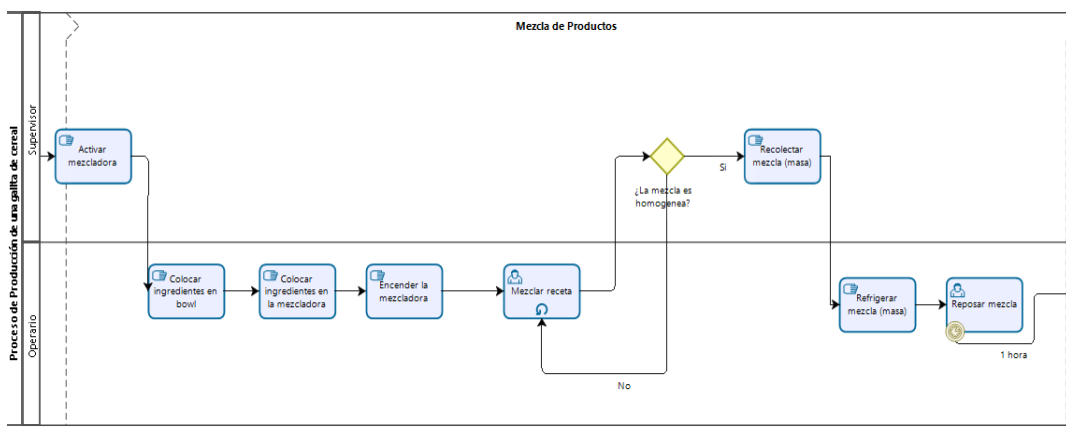 Mezcla de Productos
Proceso de Producción de una gallta de cereal
Supervisor
Activar
mezcladora
¿La mezcla es
homogenea?
Si
Recolectar
mezcla (masa)
Operario
Colocar
ingredientes en
bowl
Colocar
ingredientes en
la mezcladora
Encender la
mezcladora
Mezclar receta
No
Refrigerar
mezcla (masa)
Reposar mezcla
1 hora